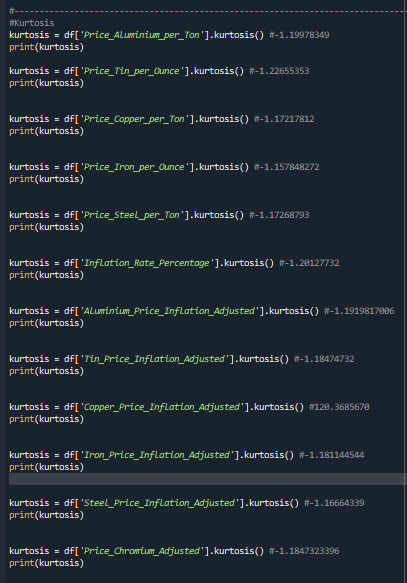 #------------------------------------------------------------------------
#Kurtosis
kurtosis = df['Price_Aluminium_per_Ton'].kurtosis() #-1.19978349
print(kurtosis)
kurtosis = df['Price_Tin_per_Ounce'].kurtosis() #-1.22655353
print(kurtosis)
kurtosis = df['Price_Copper_per_Ton'].kurtosis() #-1.17217812
print(kurtosis)
kurtosis = df['Price_Iron_per_Ounce'].kurtosis() #-1.157848272
print(kurtosis)
kurtosis = df['Price_Steel_per_Ton'].kurtosis() #-1.17268793
print(kurtosis)
kurtosis = df['Inflation_Rate_Percentage'].kurtosis() #-1.20127732
print(kurtosis)
kurtosis = df['Aluminium_Price_Inflation_Adjusted'].kurtosis() #-1.1919817006
print(kurtosis)
kurtosis = df['Tin_Price_Inflation_Adjusted'].kurtosis() #-1.18474732
print(kurtosis)
kurtosis = df['Copper_Price_Inflation_Adjusted'].kurtosis() #120.3685670
print(kurtosis)
kurtosis = df['Iron_Price_Inflation_Adjusted'].kurtosis() #-1.181144544
print(kurtosis)
kurtosis = df['Steel_Price_Inflation_Adjusted'].kurtosis() #-1.16664339
print(kurtosis)
kurtosis = df['Price_Chromium_Adjusted'].kurtosis() #-1.1847323396
print(kurtosis)